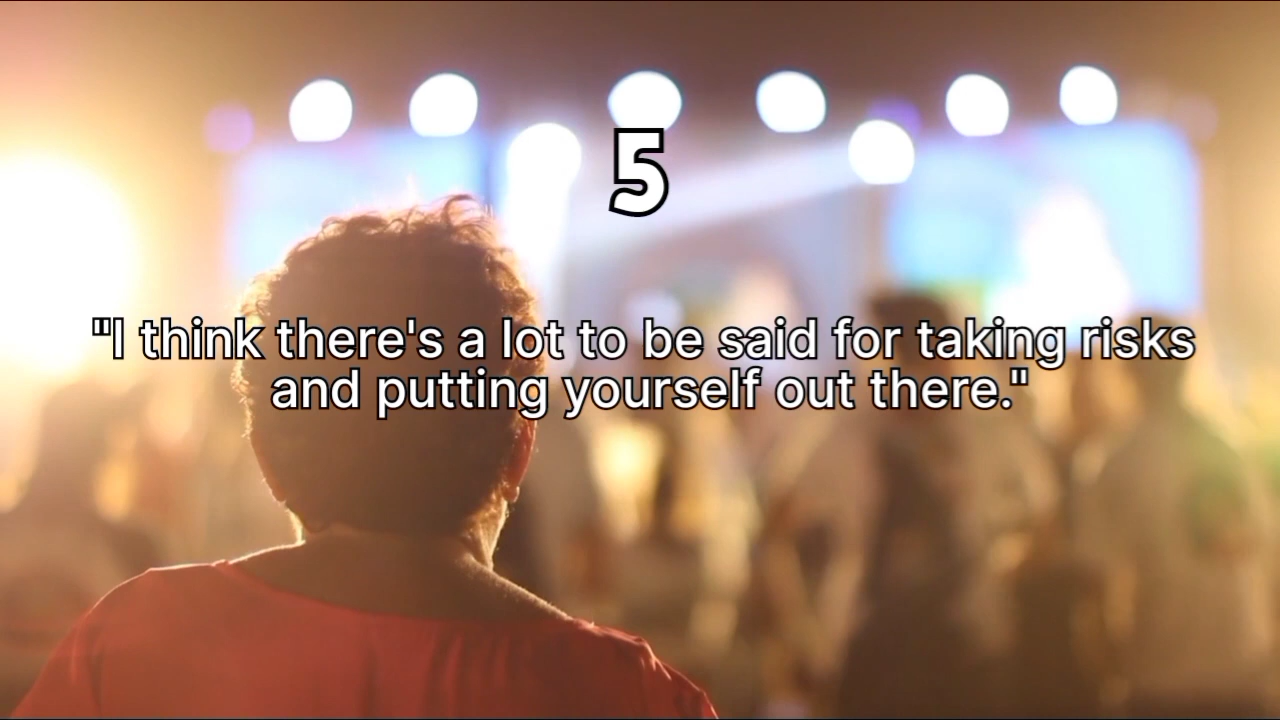 5
"I think there's a lot to be said for taking risks
and putting yourself out there."